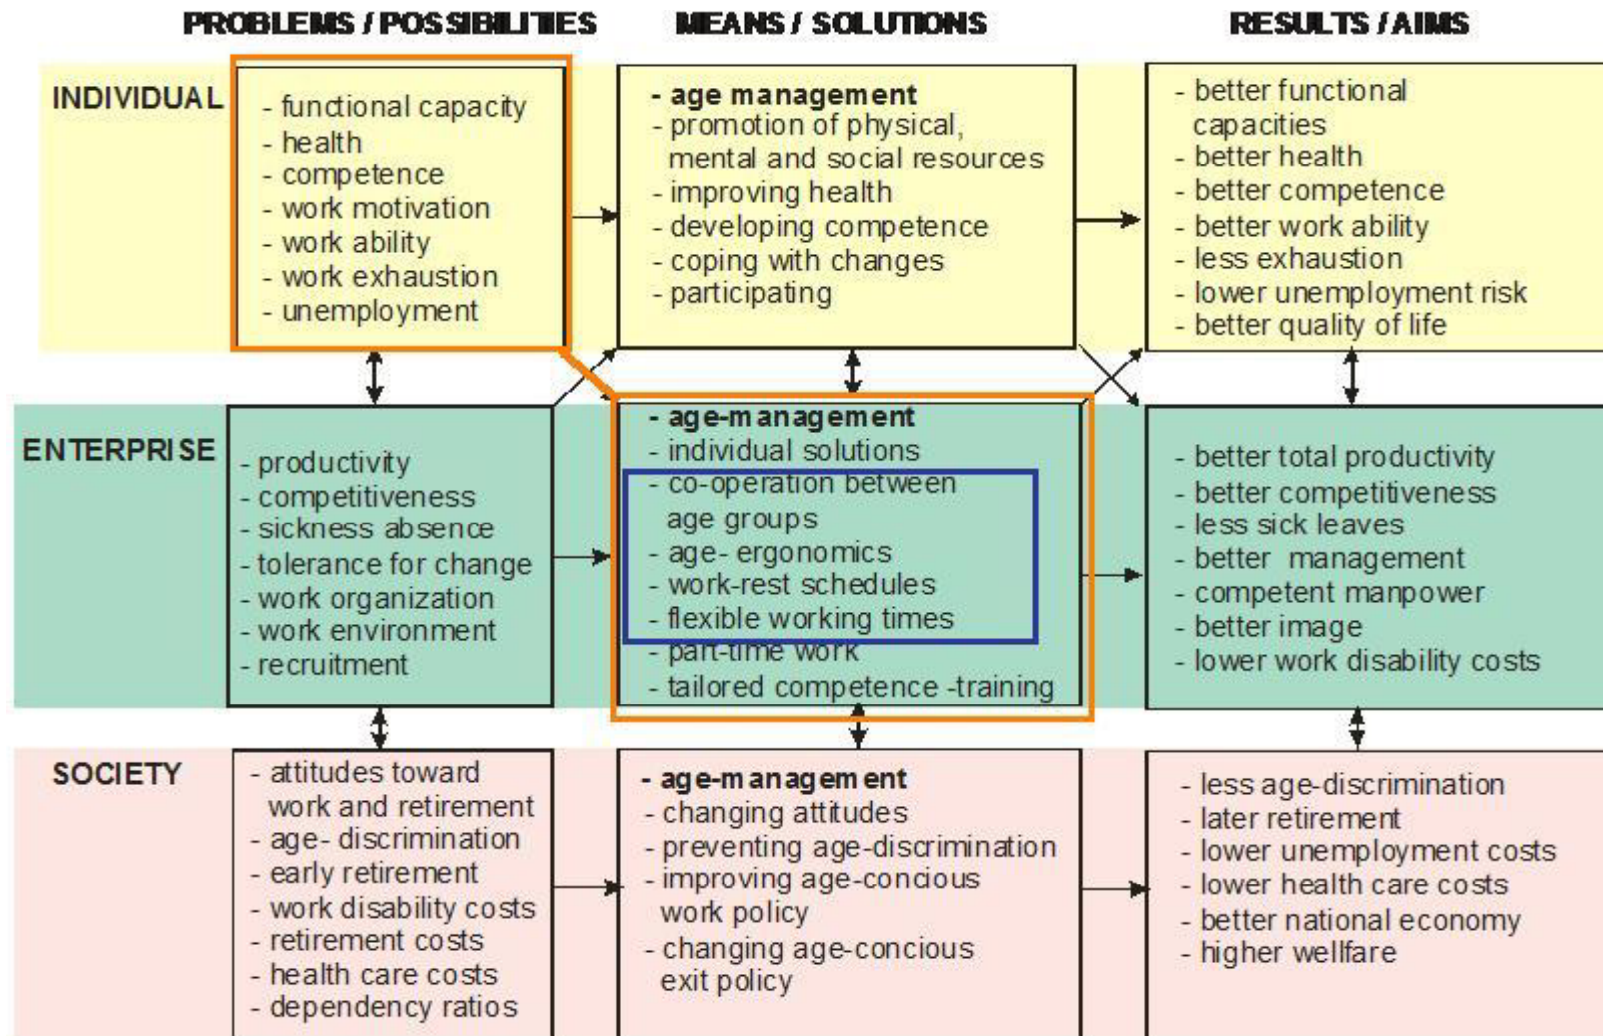 PROBLEMS / POSSIBILITIES
MEANS / SOLUTIONS
RESULTS / AIMS
INDIVIDUAL
- functional capacity
- health
- competence
- work motivation
- work ability
- work exhaustion
- unemployment
- age management
- promotion of physical,
mental and social resources
- improving health
- developing competence
- coping with changes
- participating
- better functional
capacities
- better health
- better competence
- better work ability
- less exhaustion
- lower unemployment risk
- better quality of life
ENTERPRISE
- productivity
- competitiveness
- sickness absence
- tolerance for change
- work organization
- work environment
- recruitment
- age-management
- individual solutions
- co-operation between
age groups
- age- ergonomics
- work-rest schedules
- flexible working times
- part-time work
- tailored competence -training
- better total productivity
- better competitiveness
- less sick leaves
- better management
- competent manpower
- better image
- lower work disability costs
SOCIETY
- attitudes toward
work and retirement
- age- discrimination
- early retirement
- work disability costs
- retirement costs
- health care costs
- dependency ratios
- age-management
- changing attitudes
- preventing age-discrimination
- improving age-concious
work policy
- changing age-concious
exit policy
- less age-discrimination
- later retirement
- lower unemployment costs
- lower health care costs
- better national economy
- higher wellfare